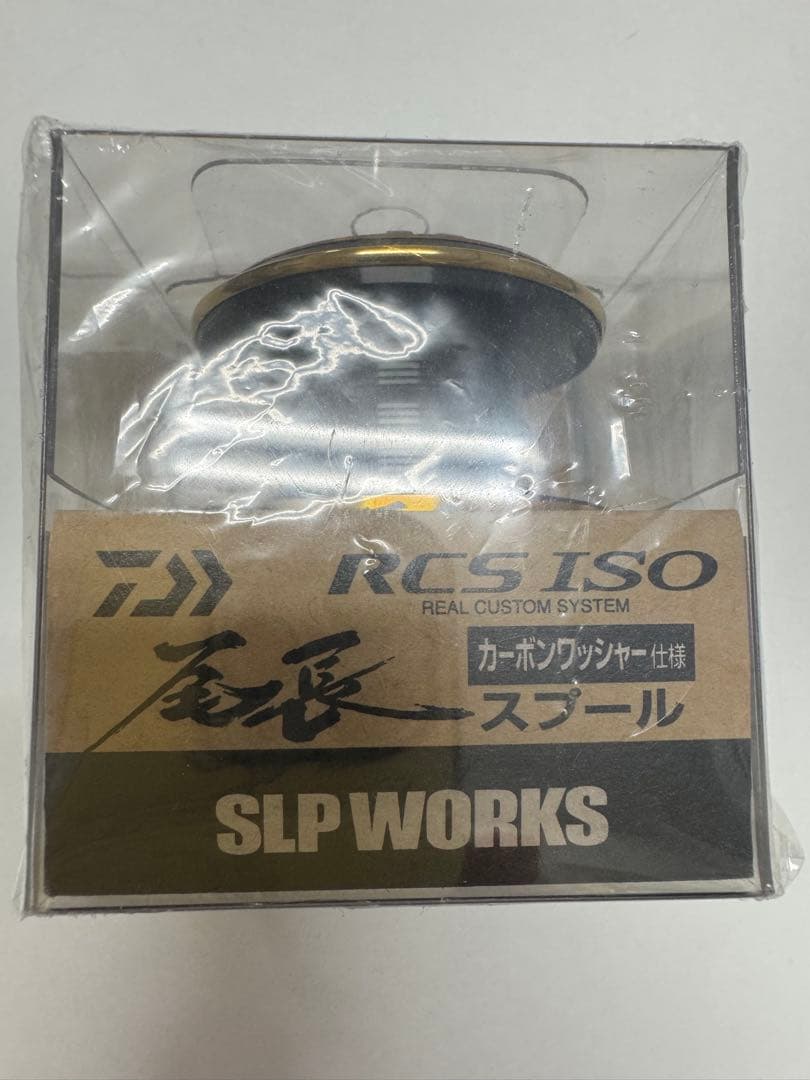 RCS ISO
REAL CUSTOM SYSTEM
尾長
カーボンワッシャー仕様
スプール
SLP WORKS